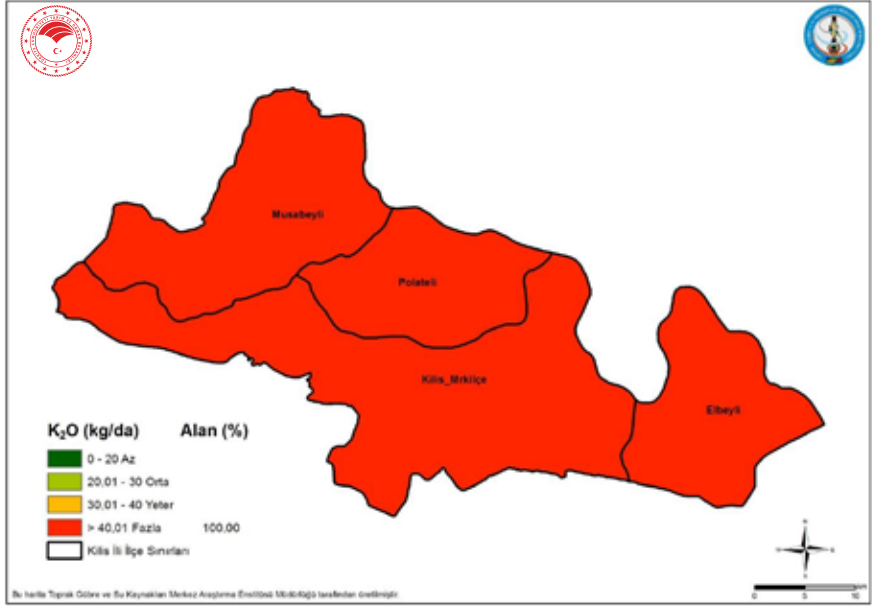 Musabeyli
Polateli
Kilis_Mrkilçe
Elbeyli
K₂O (kg/da) Alan (%)
0 - 20 Az
20,01 - 30 Orta
30,01 - 40 Yeter
> 40,01 Fazla 100,00
Kilis İli İlçe Sınırları
Bu harita Toprak Gübre ve Su Kaynakları Merkez Araştırma Enstitüsü Müdürlüğü tarafından üretilmiştir.
0 5 10